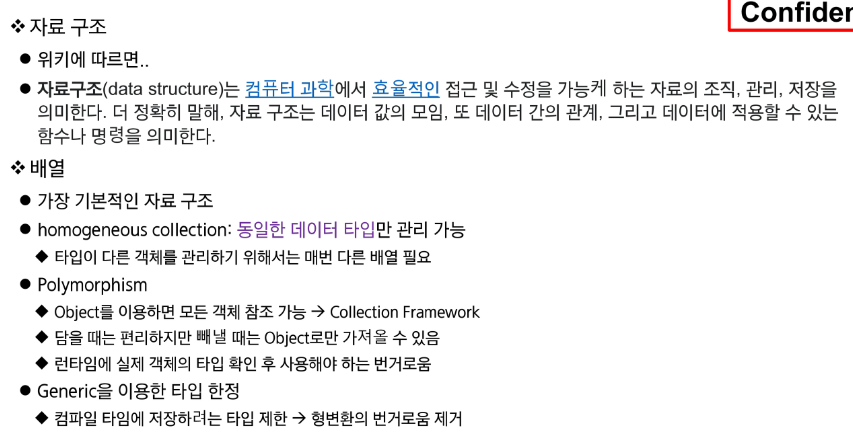 Confiden
❖ 자료 구조
● 위키에 따르면..
● 자료구조(data structure)는 컴퓨터 과학에서 효율적인 접근 및 수정을 가능케 하는 자료의 조직, 관리, 저장을
의미한다. 더 정확히 말해, 자료 구조는 데이터 값의 모임, 또 데이터 간의 관계, 그리고 데이터에 적용할 수 있는
함수나 명령을 의미한다.
❖ 배열
● 가장 기본적인 자료 구조
● homogeneous collection: 동일한 데이터 타입만 관리 가능
◆ 타입이 다른 객체를 관리하기 위해서는 매번 다른 배열 필요
● Polymorphism
◆ Object를 이용하면 모든 객체 참조 가능 → Collection Framework
◆ 담을 때는 편리하지만 빼낼 때는 Object로만 가져올 수 있음
◆ 런타임에 실제 객체의 타입 확인 후 사용해야 하는 번거로움
● Generic을 이용한 타입 한정
◆ 컴파일 타임에 저장하려는 타입 제한 → 형변환의 번거로움 제거